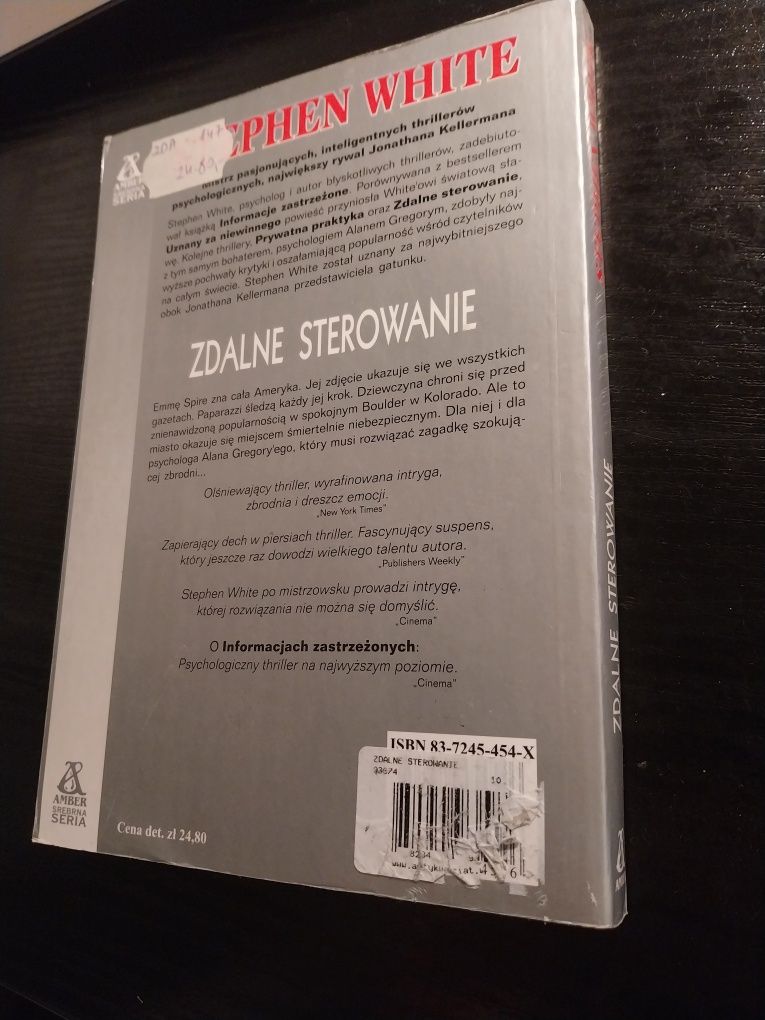 STEPHEN WHITE
24.80
AMBER
SREBRNA
SERIA
Mistrz pasjonujących, inteligentnych thrillerów
psychologicznych, największy rywal Jonathana Kellermana
Stephen White, psycholog i autor błyskotliwych thrillerów, zadebiuto-
wał książką Informacje zastrzeżone. Porównywana z bestsellerem
Uznany za niewinnego powieść przyniosła White'owi światową sła-
wę. Kolejne thrillery, Prywatna praktyka oraz Zdalne sterowanie,
z tym samym bohaterem, psychologiem Alanem Gregorym, zdobyły naj-
wyższe pochwały krytyki i oszałamiającą popularność wśród czytelników
na całym świecie. Stephen White został uznany za najwybitniejszego
obok Jonathana Kellermana przedstawiciela gatunku.
ZDALNE STEROWANIE
Emmę Spire zna cała Ameryka. Jej zdjęcie ukazuje się we wszystkich
gazetach. Paparazzi śledzą każdy jej krok. Dziewczyna chroni się przed
znienawidzoną popularnością w spokojnym Boulder w Kolorado. Ale to
miasto okazuje się miejscem śmiertelnie niebezpiecznym. Dla niej i dla
psychologa Alana Gregory'ego, który musi rozwiązać zagadkę szokują-
cej zbrodni...
Olśniewający thriller, wyrafinowana intryga,
zbrodnia i dreszcz emocji.
„New York Times"
Zapierający dech w piersiach thriller. Fascynujący suspens,
który jeszcze raz dowodzi wielkiego talentu autora.
„Publishers Weekly"
Stephen White po mistrzowsku prowadzi intrygę,
której rozwiązania nie można się domyślić.
„Cinema"
O Informacjach zastrzeżonych:
Psychologiczny thriller na najwyższym poziomie.
„Cinema"
ISBN 83-7245-454-X
ZDALNE STEROWANIE
93674
10
8234
6
AMBER
SREBRNA
SERIA
Cena det. zł 24,80
ZDALNE STEROWANIE
AMBER